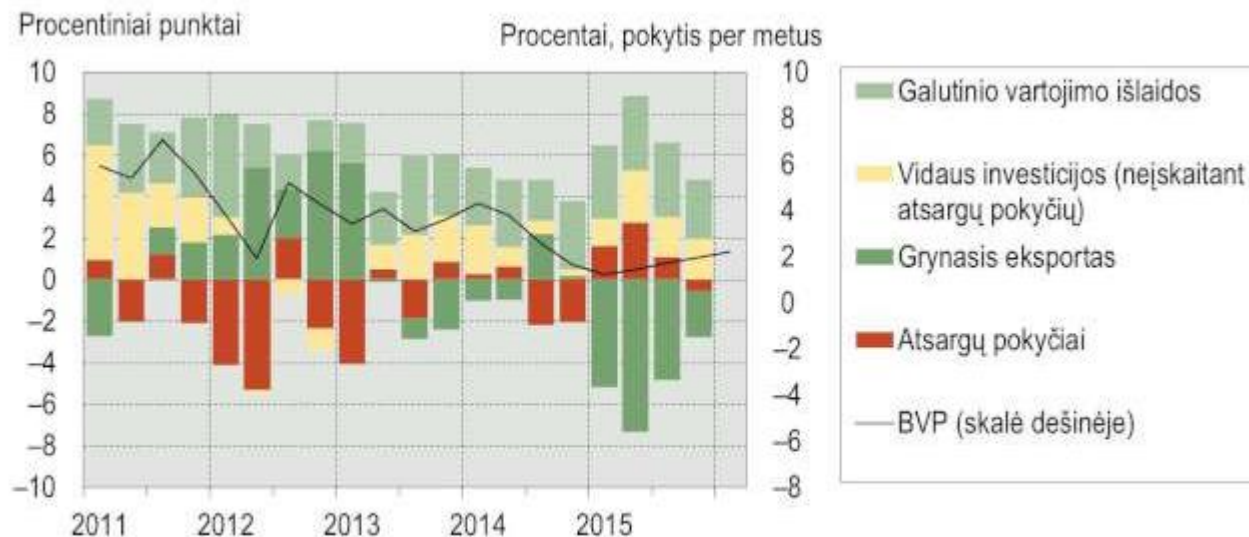 Procentiniai punktai
Procentai, pokytis per metus
10
8
6
4
2
0
–2
–4
–6
–8
–10
10
8
6
4
2
0
–2
–4
–6
–8
2011 2012 2013 2014 2015
Galutinio vartojimo išlaidos
Vidaus investicijos (neįskaitant
atsargų pokyčių)
Grynasis eksportas
Atsargų pokyčiai
BVP (skalė dešinėje)